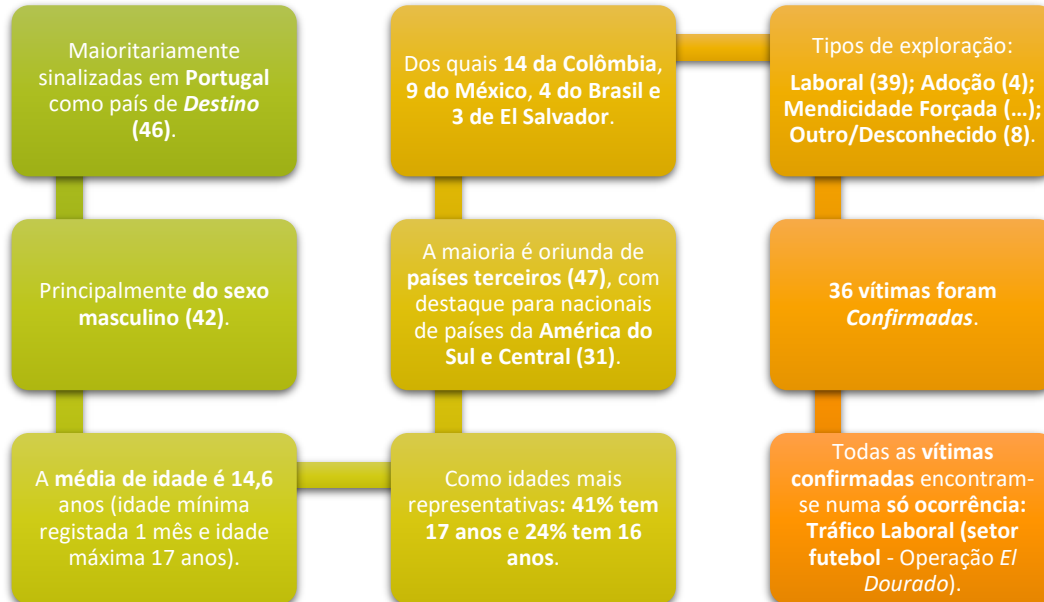 Maioritariamente
sinalizadas em Portugal
como país de Destino
(46).
Principalmente do sexo
masculino (42).
A média de idade é 14,6
anos (idade mínima
registada 1 mês e idade
máxima 17 anos).
Como idades mais
representativas: 41% tem
17 anos e 24% tem 16
anos.
A maioria é oriunda de
países terceiros (47), com
destaque para nacionais
de países da América do
Sul e Central (31).
Dos quais 14 da Colômbia,
9 do México, 4 do Brasil e
3 de El Salvador.
Tipos de exploração:
Laboral (39); Adoção (4);
Mendicidade Forçada (…);
Outro/Desconhecido (8).
36 vítimas foram
Confirmadas.
Todas as vítimas
confirmadas encontram-
se numa só ocorrência:
Tráfico Laboral (setor
futebol - Operação El
Dourado).